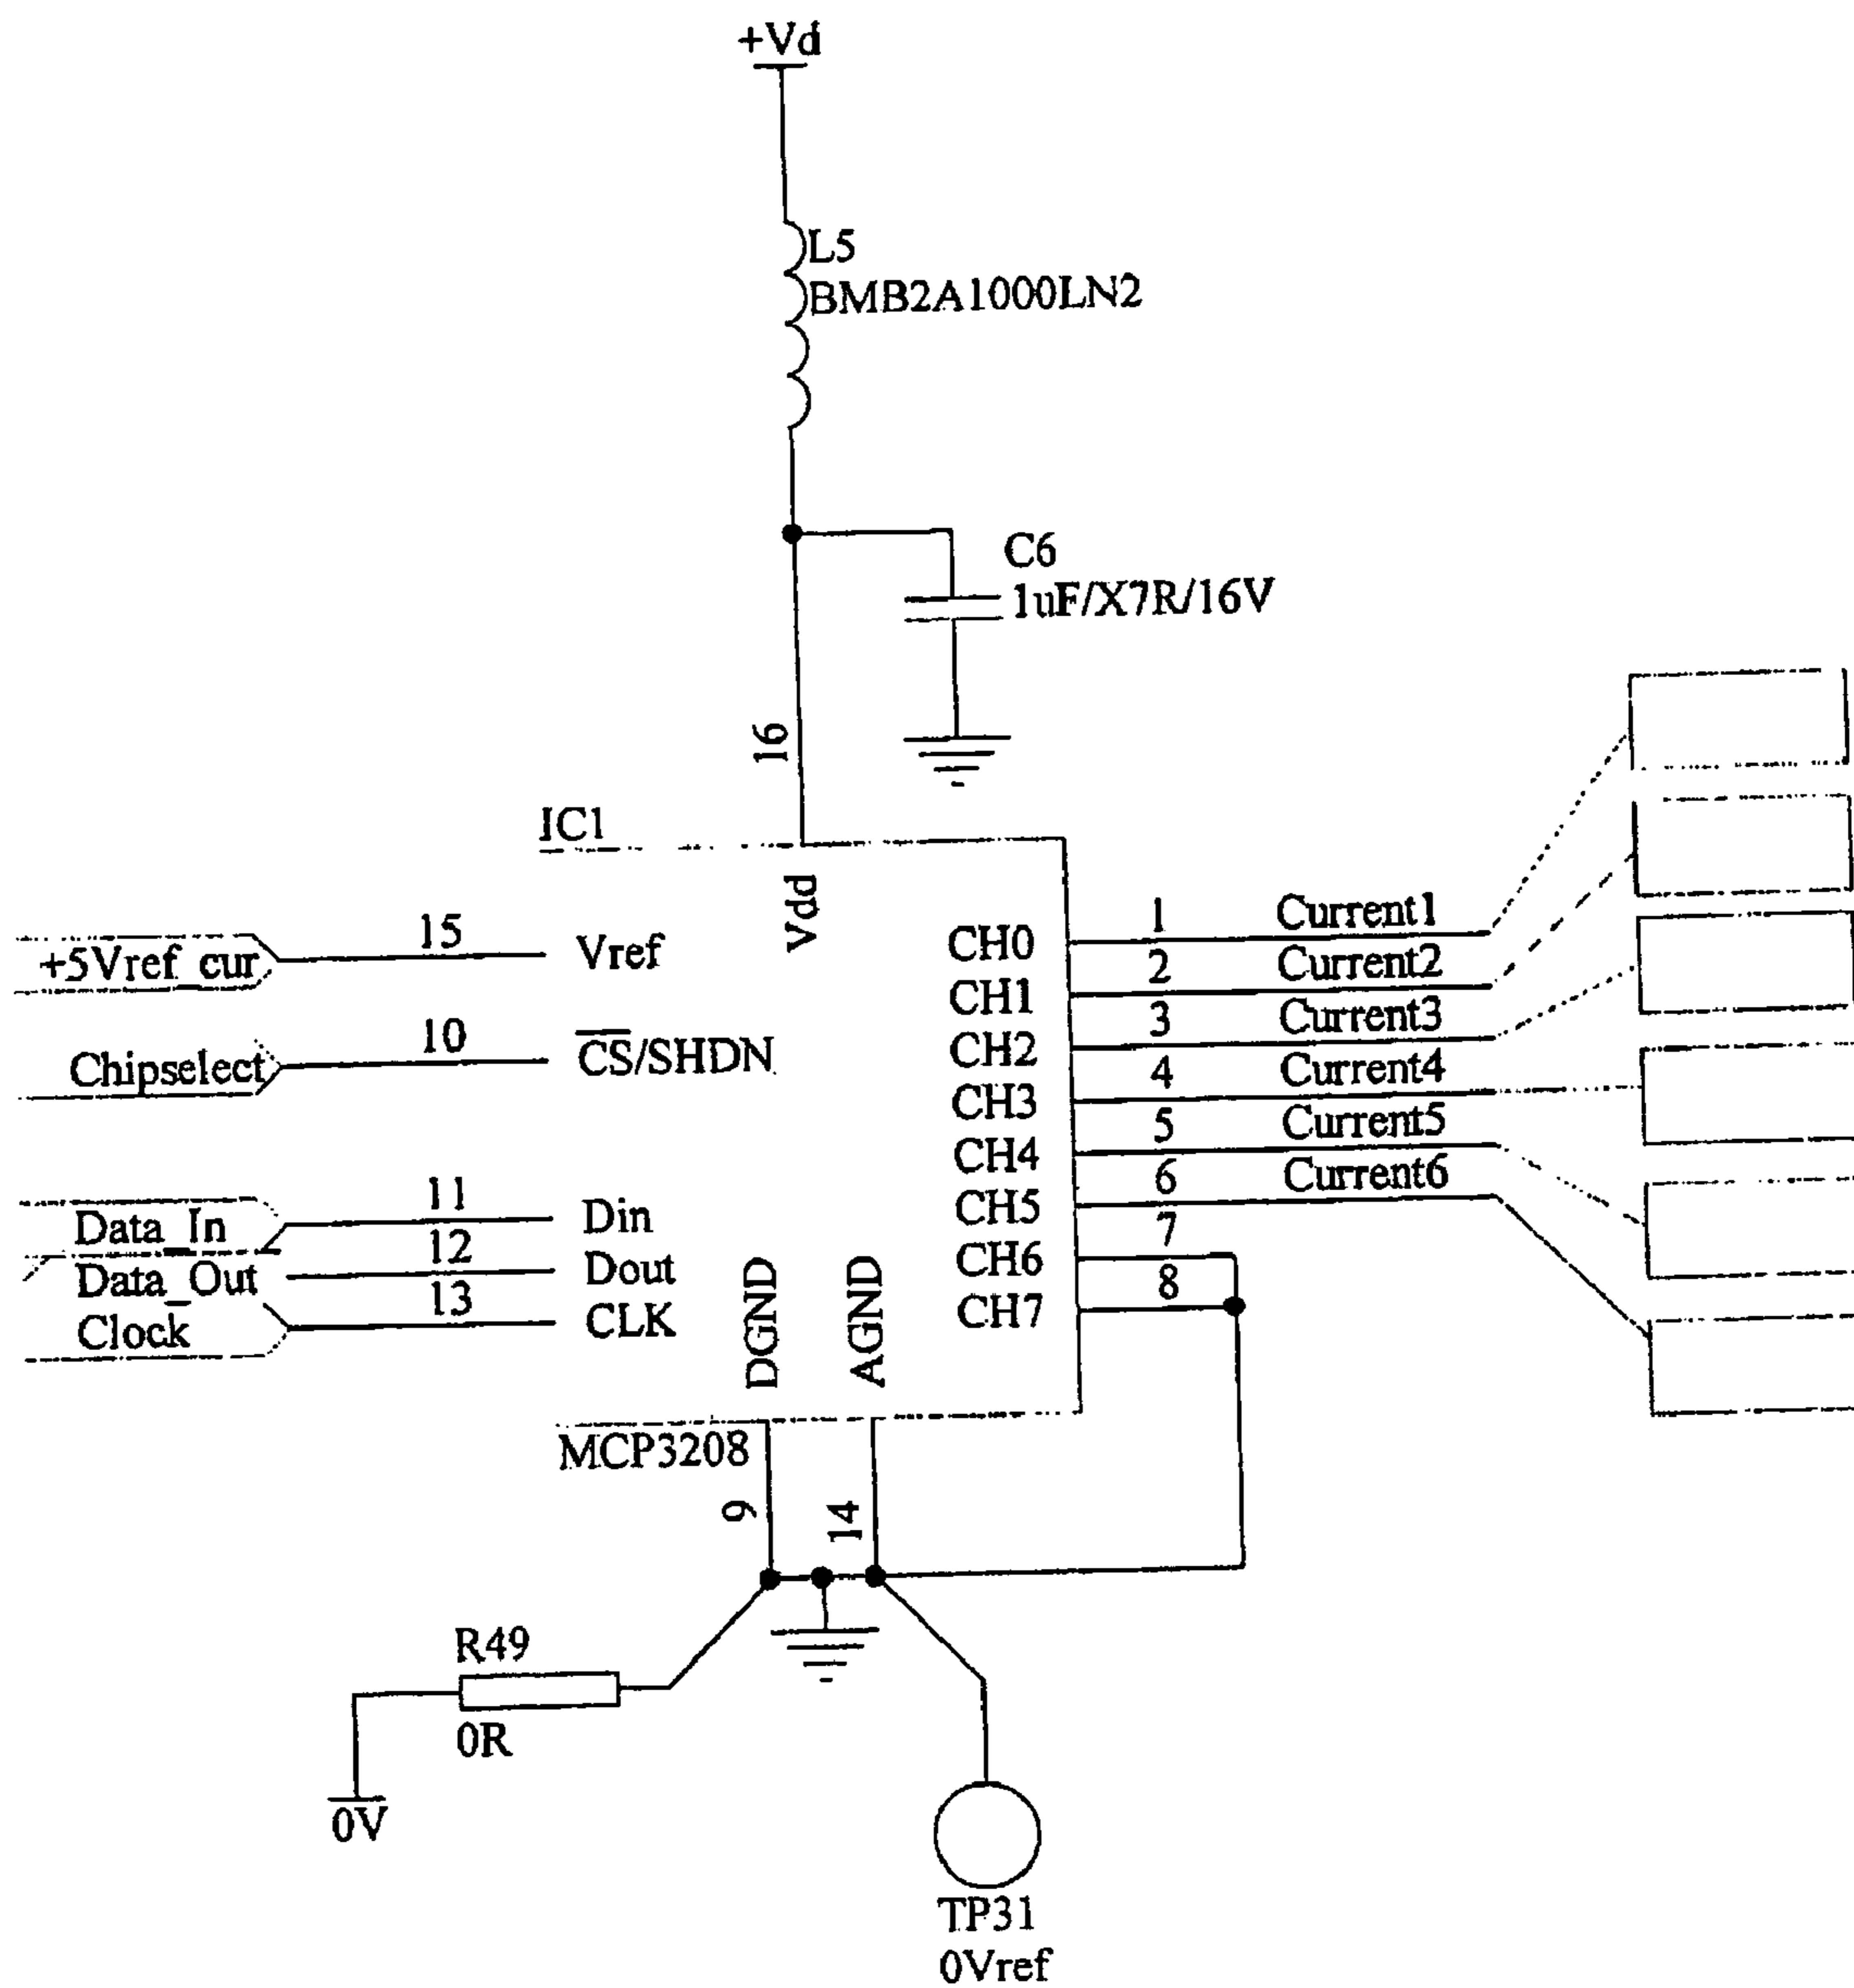 +Vd
L5
BMB2A1000LN2
C6
1uF/X7R/16V
16
IC1
Vdd
+5Vref_cur
15
Vref
Chipselect
10
CS/SHDN
Data_In
11
Din
Data_Out
12
Dout
Clock
13
CLK
CH0
1
Current1
CH1
2
Current2
CH2
3
Current3
CH3
4
Current4
CH4
5
Current5
CH5
6
Current6
CH6
7
CH7
8
DGND
AGND
MCP3208
9
14
R49
0R
0V
TP31
0Vref